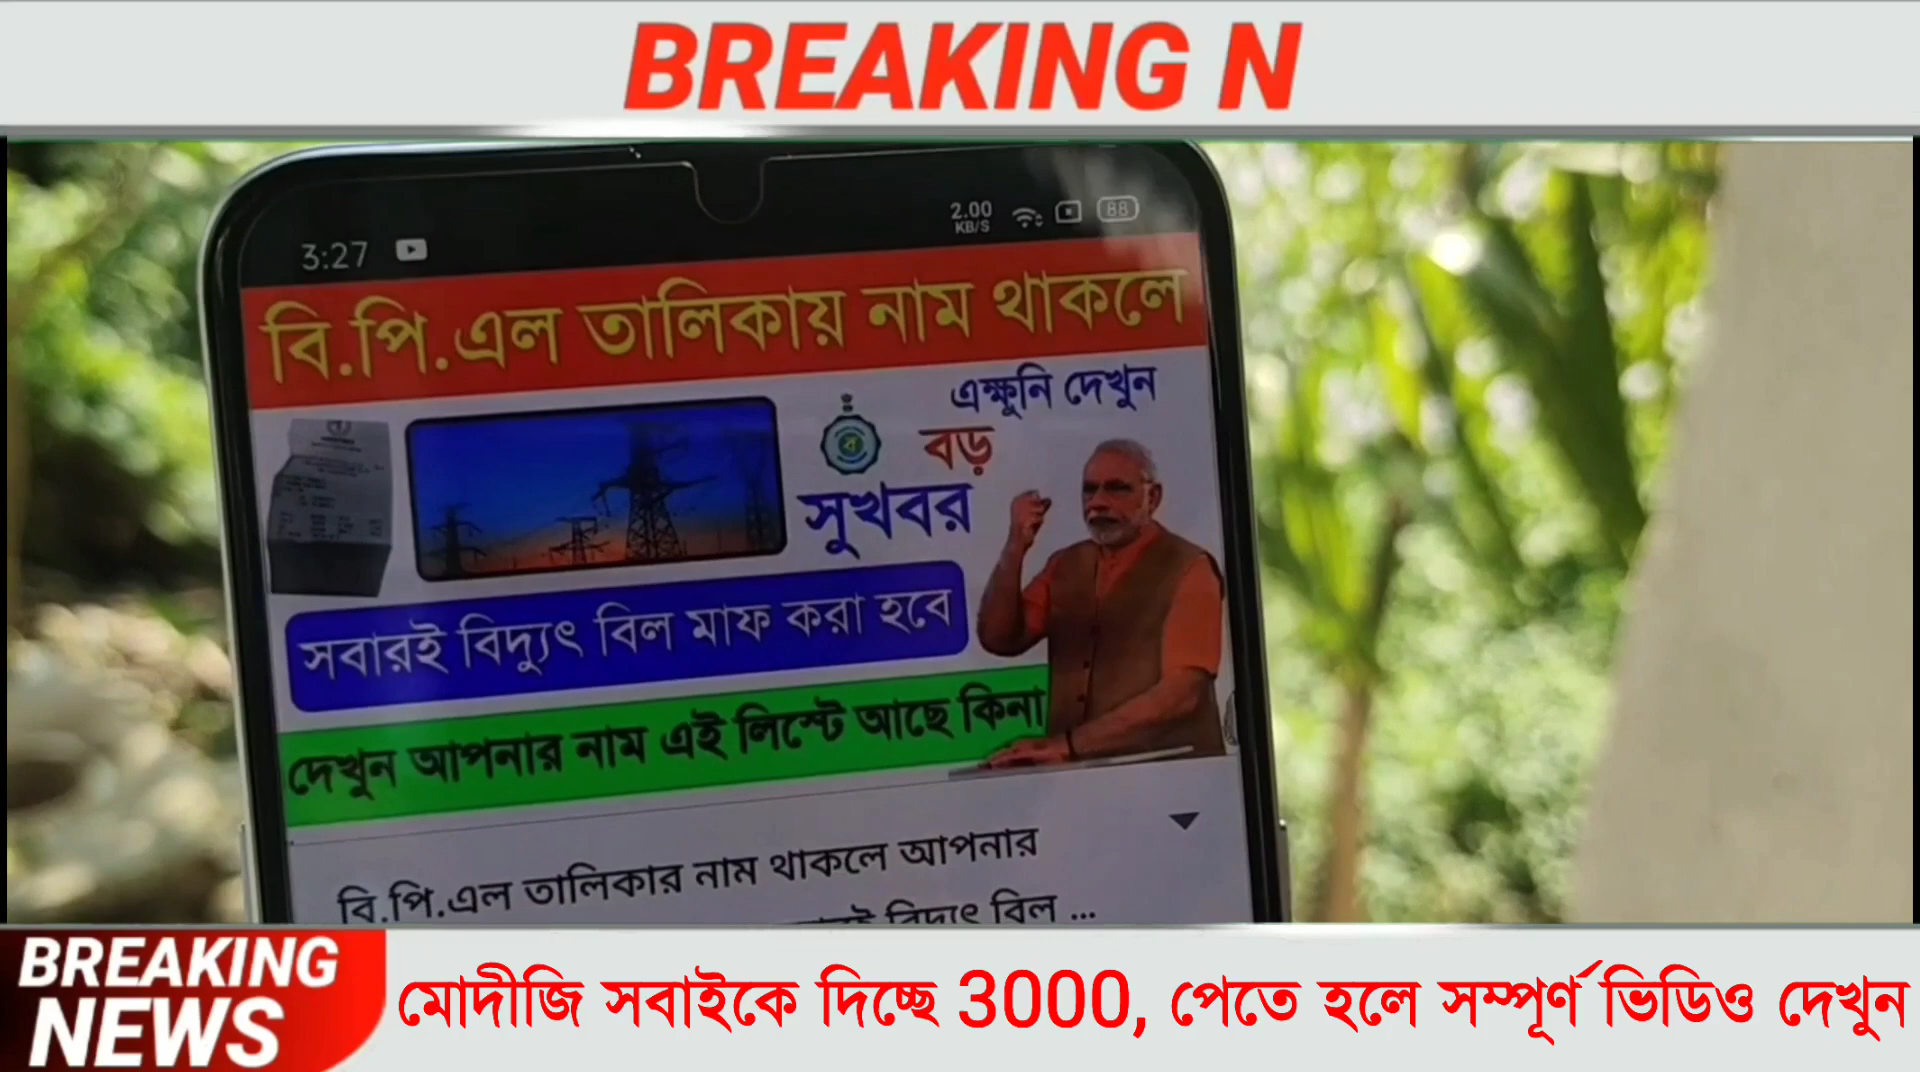 BREAKING N
3:27
2.00
KB/S
88
বি.পি.এল তালিকায় নাম থাকলে
এক্ষুনি দেখুন
বড়
সুখবর
সবারই বিদ্যুৎ বিল মাফ করা হবে
দেখুন আপনার নাম এই লিস্টে আছে কিনা
বি.পি.এল তালিকার নাম থাকলে আপনার
বিদ্যুৎ বিল ...
BREAKING
NEWS
মোদীজি সবাইকে দিচ্ছে 3000, পেতে হলে সম্পূর্ণ ভিডিও দেখুন